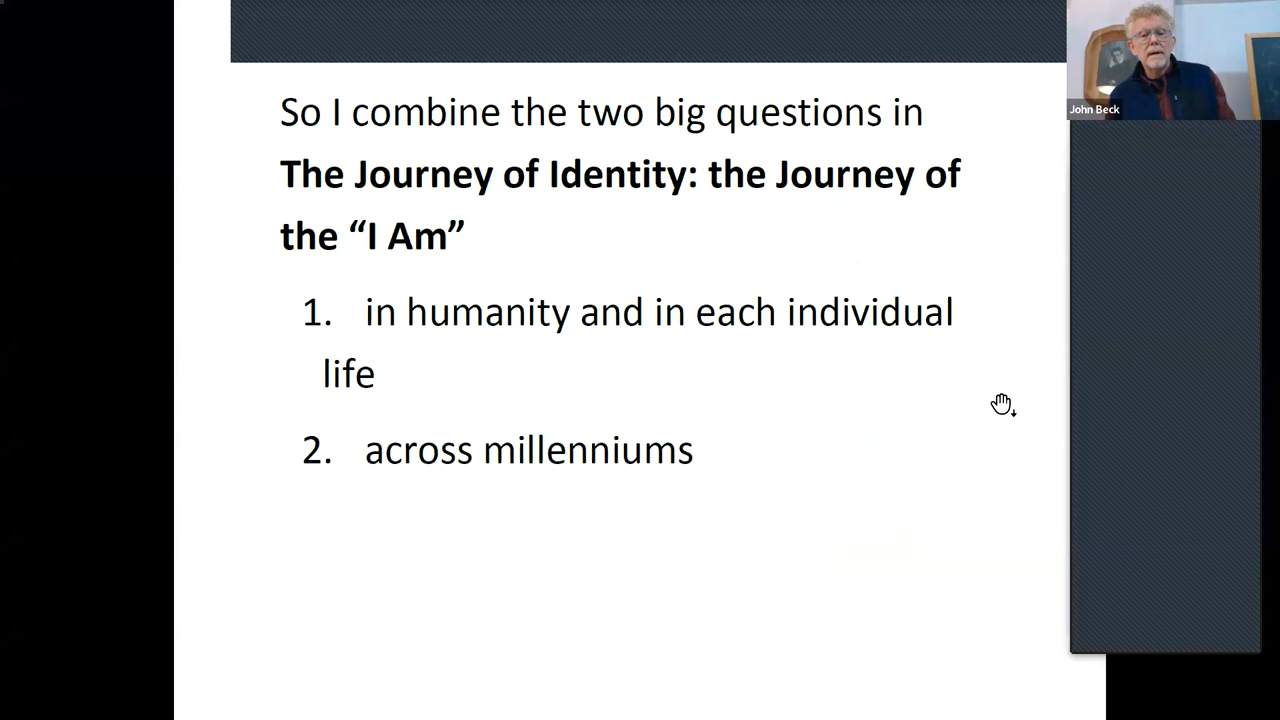 John Beck
So I combine the two big questions in
The Journey of Identity: the Journey of
the “I Am”
1. in humanity and in each individual
life
2. across millenniums